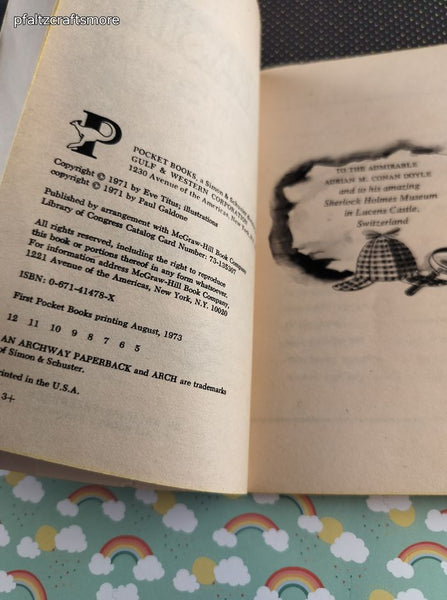 pfaltzcraftsmore
P
POCKET BOOKS, a Simon & Schuster
GULF & WESTERN CORPORATION
1230 Avenue of the Americas, New York,
Copyright © 1971 by Eve Titus; illustrations
copyright © 1971 by Paul Galdone
Published by arrangement with McGraw-Hill Book Company
Library of Congress Catalog Card Number: 73-135307
All rights reserved, including the right to reproduce
this book or portions thereof in any form whatsoever.
For information address McGraw-Hill Book Company,
1221 Avenue of the Americas, New York, N.Y. 10020
ISBN: 0-671-41478-X
First Pocket Books printing August, 1973
12 11 10 9 8 7 6 5
AN ARCHWAY PAPERBACK and ARCH are trademarks
of Simon & Schuster.
rinted in the U.S.A.
3+
TO THE ADMIRABLE
ADRIAN M. CONAN DOYLE
and to his amazing
Sherlock Holmes Museum
in Lucens Castle,
Switzerland